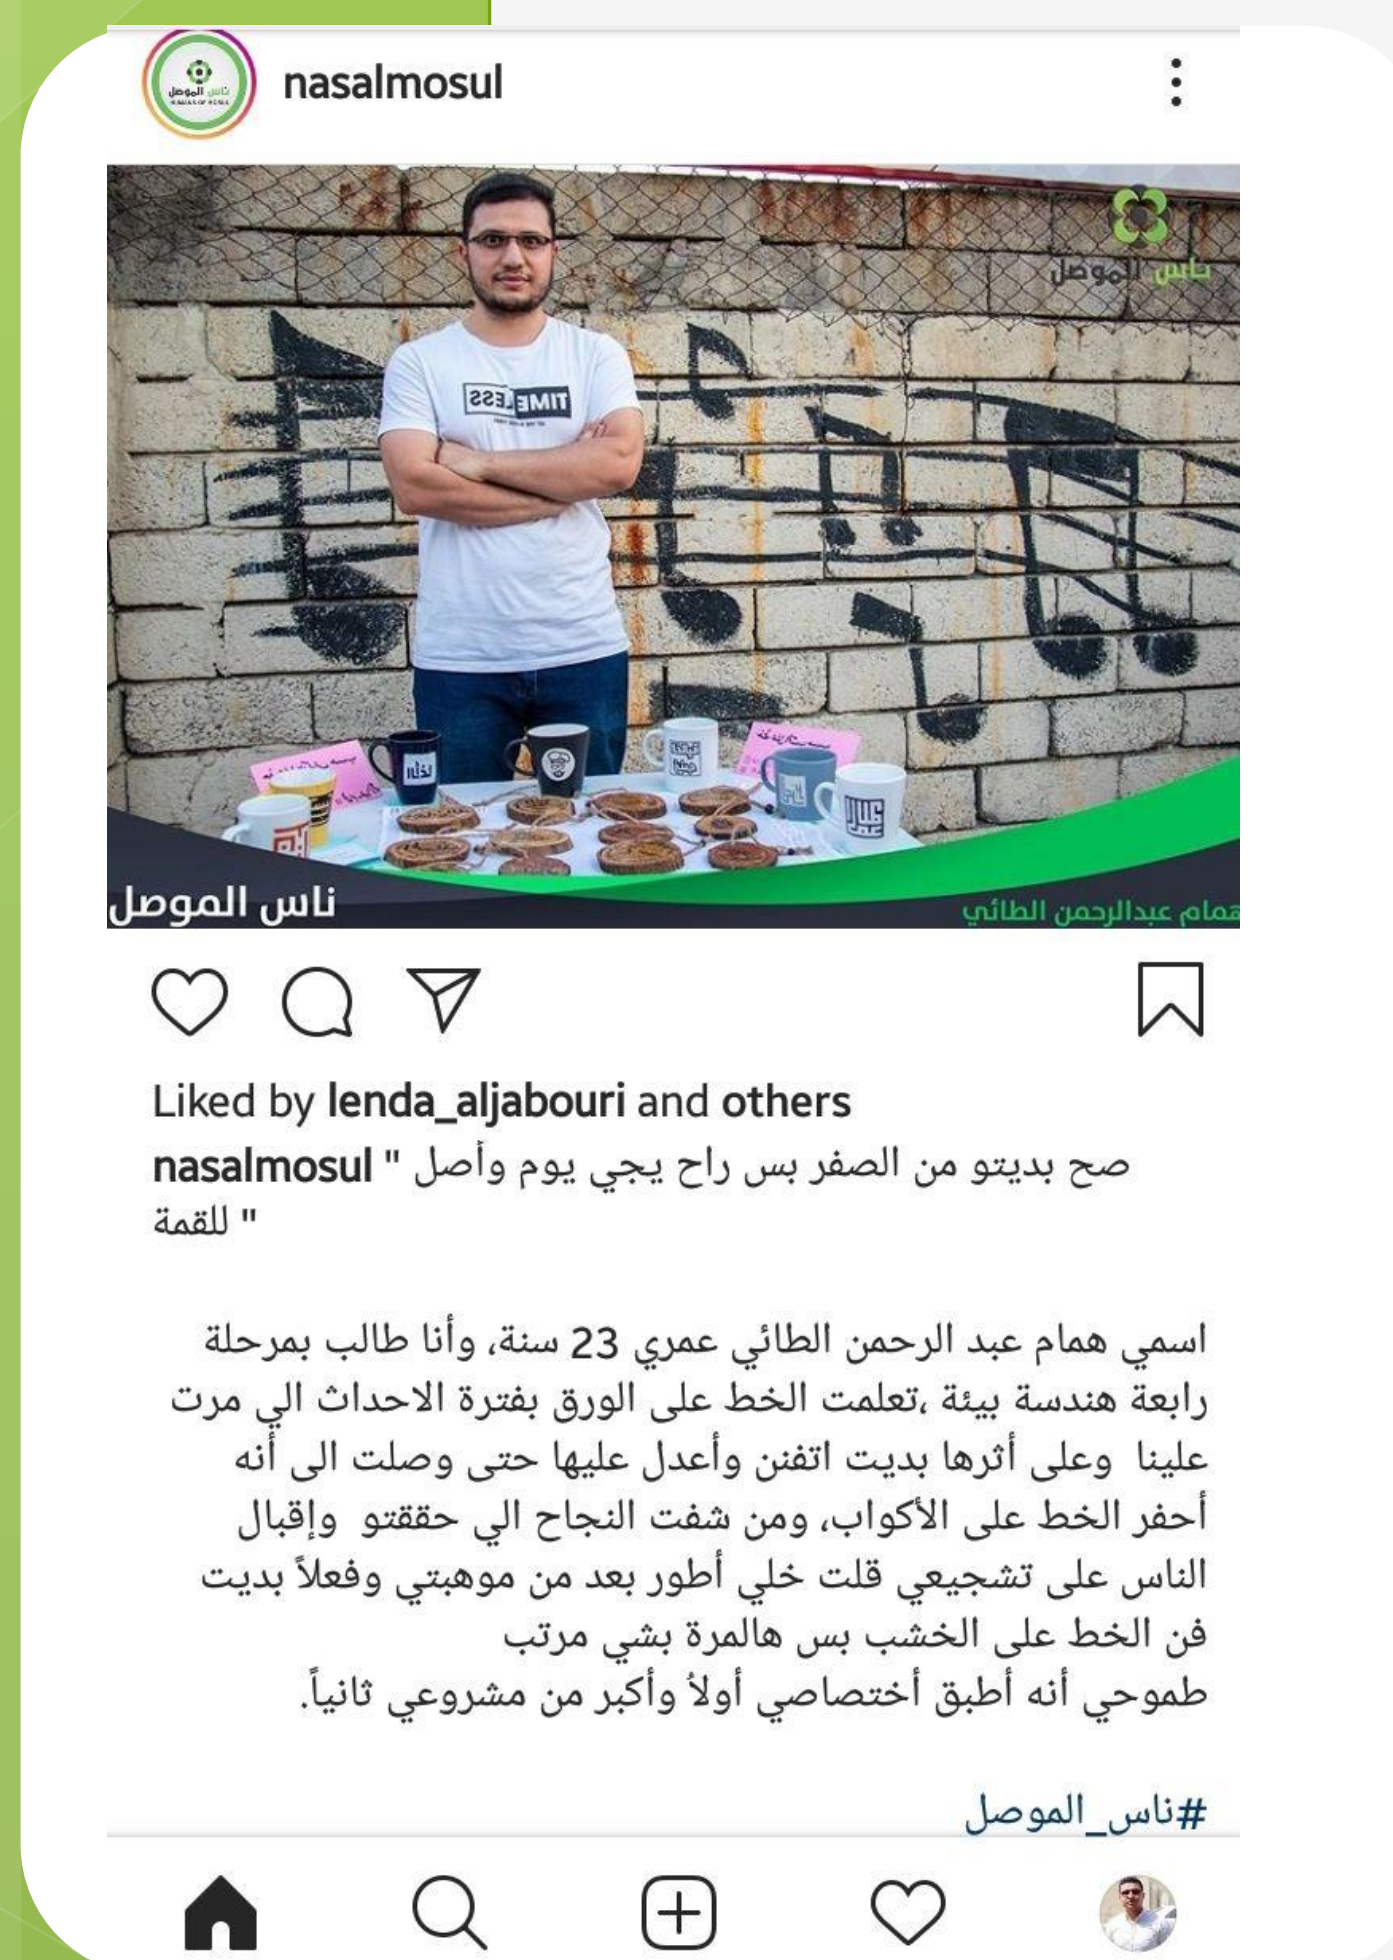 ناس الموصل
HUMANS OF MOSUL
nasalmosul
ناس الموصل
TIMELESS
ناس الموصل
همام عبدالرحمن الطائي
Liked by lenda_aljabouri and others
nasalmosul " صح بديتو من الصفر بس راح يجي يوم وأصل
للقمة "
اسمي همام عبد الرحمن الطائي عمري 23 سنة، وأنا طالب بمرحلة
رابعة هندسة بيئة ،تعلمت الخط على الورق بفترة الاحداث الي مرت
علينا وعلى أثرها بديت اتفنن وأعدل عليها حتى وصلت الى أنه
أحفر الخط على الأكواب، ومن شفت النجاح الي حققتو وإقبال
الناس على تشجيعي قلت خلي أطور بعد من موهبتي وفعلاً بديت
فن الخط على الخشب بس هالمرة بشي مرتب
طموحي أنه أطبق أختصاصي أولاً وأكبر من مشروعي ثانياً.
#ناس_الموصل